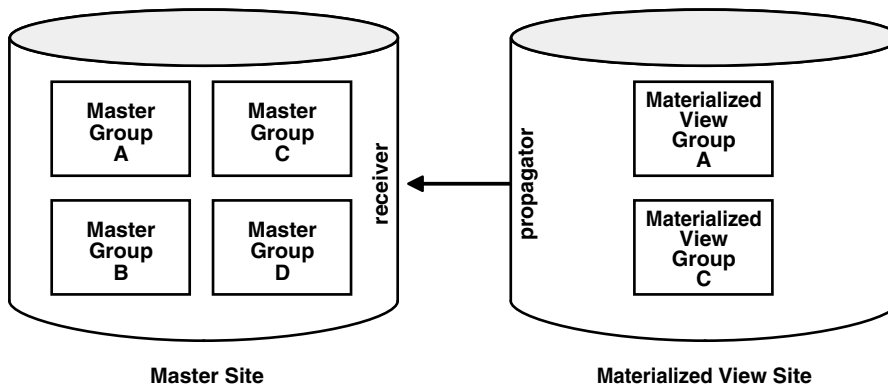 Master
Group
A
Master
Group
C
Master
Group
B
Master
Group
D
receiver
propagator
Materialized
View
Group
A
Materialized
View
Group
C
Master Site
Materialized View Site